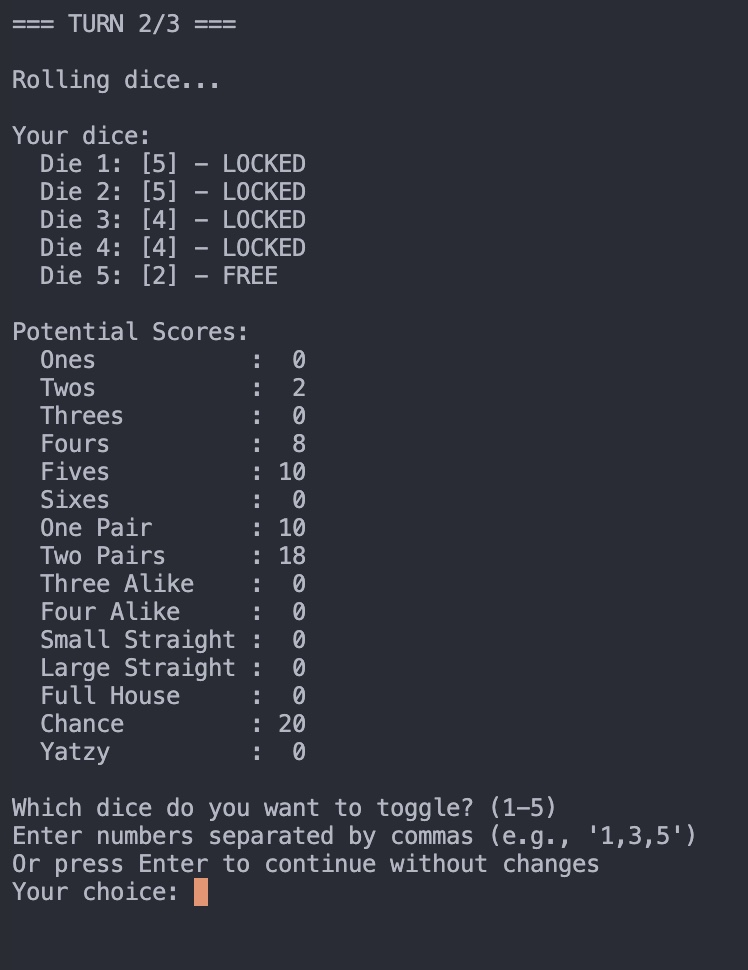 === TURN 2/3 ===
Rolling dice...
Your dice:
Die 1: [5] - LOCKED
Die 2: [5] - LOCKED
Die 3: [4] - LOCKED
Die 4: [4] - LOCKED
Die 5: [2] - FREE
Potential Scores:
Ones : 0
Twos : 2
Threes : 0
Fours : 8
Fives : 10
Sixes : 0
One Pair : 10
Two Pairs : 18
Three Alike : 0
Four Alike : 0
Small Straight : 0
Large Straight : 0
Full House : 0
Chance : 20
Yatzy : 0
Which dice do you want to toggle? (1-5)
Enter numbers separated by commas (e.g., '1,3,5')
Or press Enter to continue without changes
Your choice: